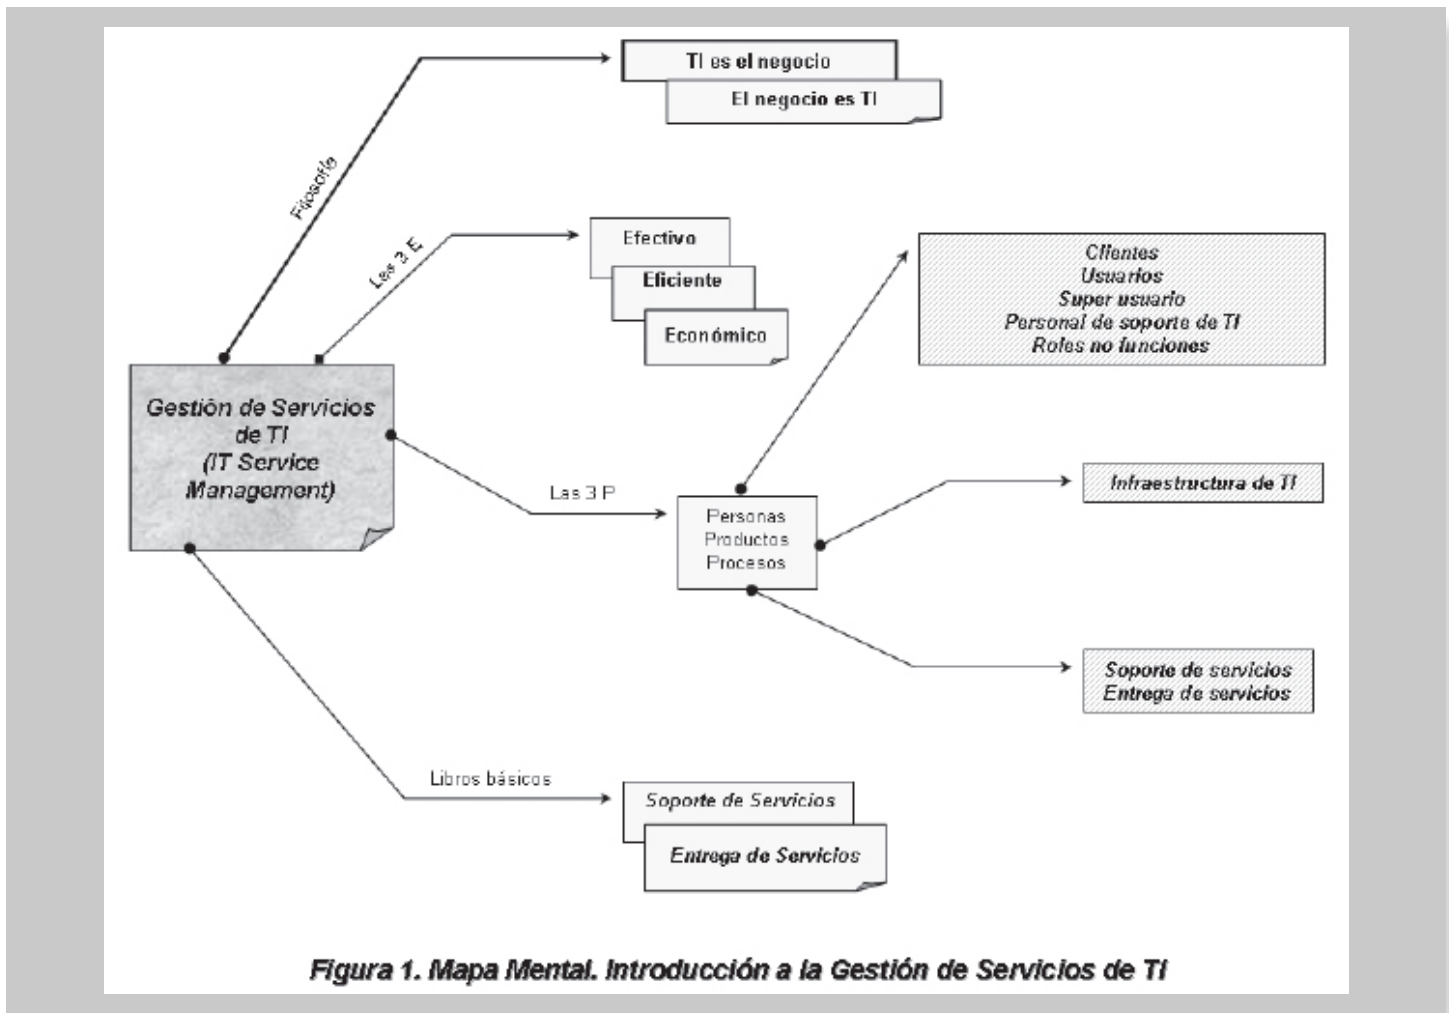 TI es el negocio
El negocio es TI
Filosofía
Las 3 E
Efectivo
Eficiente
Económico
Clientes
Usuarios
Super usuario
Personal de soporte de TI
Roles no funciones
Gestión de Servicios
de TI
(IT Service
Management)
Las 3 P
Personas
Productos
Procesos
Infraestructura de TI
Soporte de servicios
Entrega de servicios
Libros básicos
Soporte de Servicios
Entrega de Servicios
Figura 1. Mapa Mental. Introducción a la Gestión de Servicios de TI